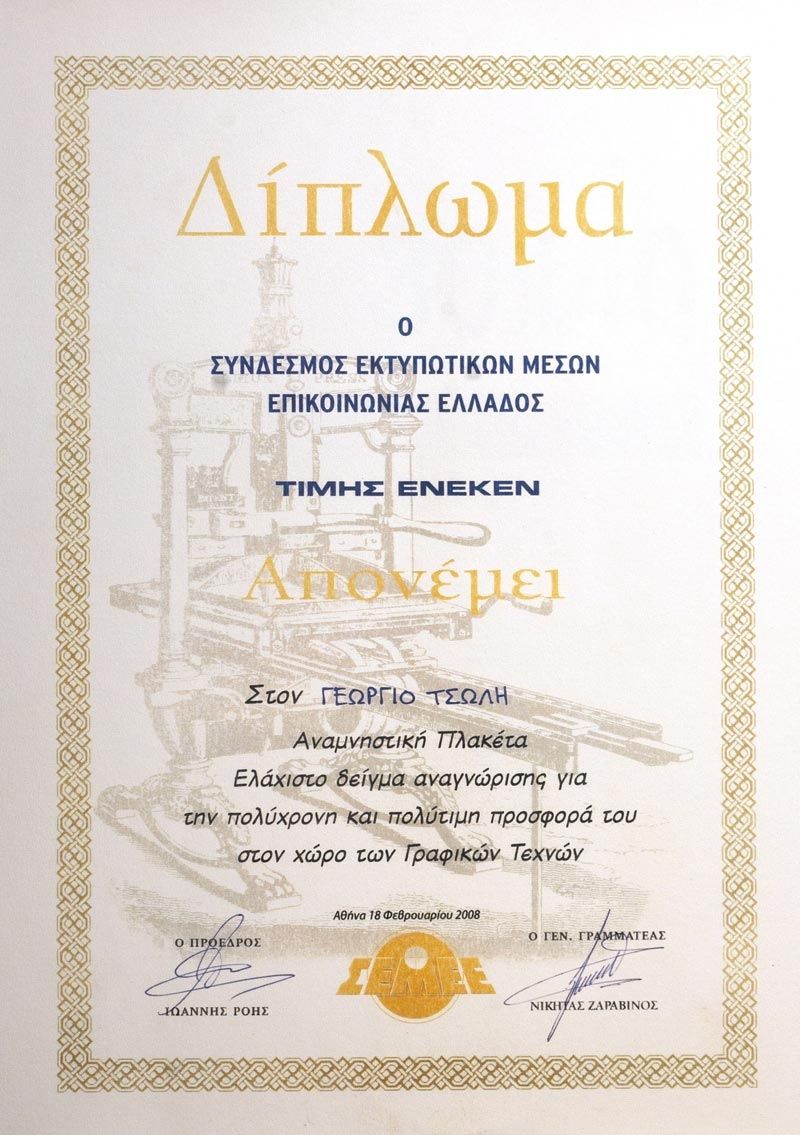 Δίπλωμα
Ο
ΣΥΝΔΕΣΜΟΣ ΕΚΤΥΠΩΤΙΚΩΝ ΜΕΣΩΝ
ΕΠΙΚΟΙΝΩΝΙΑΣ ΕΛΛΑΔΟΣ
ΤΙΜΗΣ ΕΝΕΚΕΝ
Απονέμει
Στον ΓΕΩΡΓΙΟ ΤΣΩΛΗ
Αναμνηστική Πλακέτα
Ελάχιστο δείγμα αναγνώρισης για
την πολύχρονη και πολύτιμη προσφορά του
στον χώρο των Γραφικών Τεχνών
Αθήνα 18 Φεβρουαρίου 2008
Ο ΠΡΟΕΔΡΟΣ
ΙΩΑΝΝΗΣ ΡΟΗΣ
ΣΕΜΕΕ
Ο ΓΕΝ. ΓΡΑΜΜΑΤΕΑΣ
ΝΙΚΗΤΑΣ ΖΑΡΑΒΙΝΟΣ